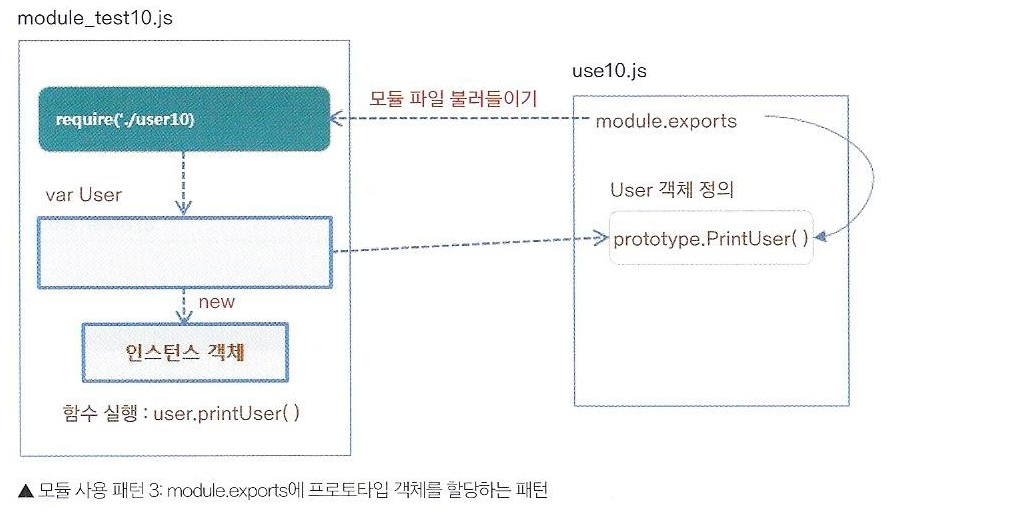 module_test10.js
use10.js
모듈 파일 불러들이기
require('./user10)
module.exports
var User
User 객체 정의
prototype.PrintUser( )
new
인스턴스 객체
함수 실행 : user.printUser( )
▲ 모듈 사용 패턴 3: module.exports에 프로토타입 객체를 할당하는 패턴